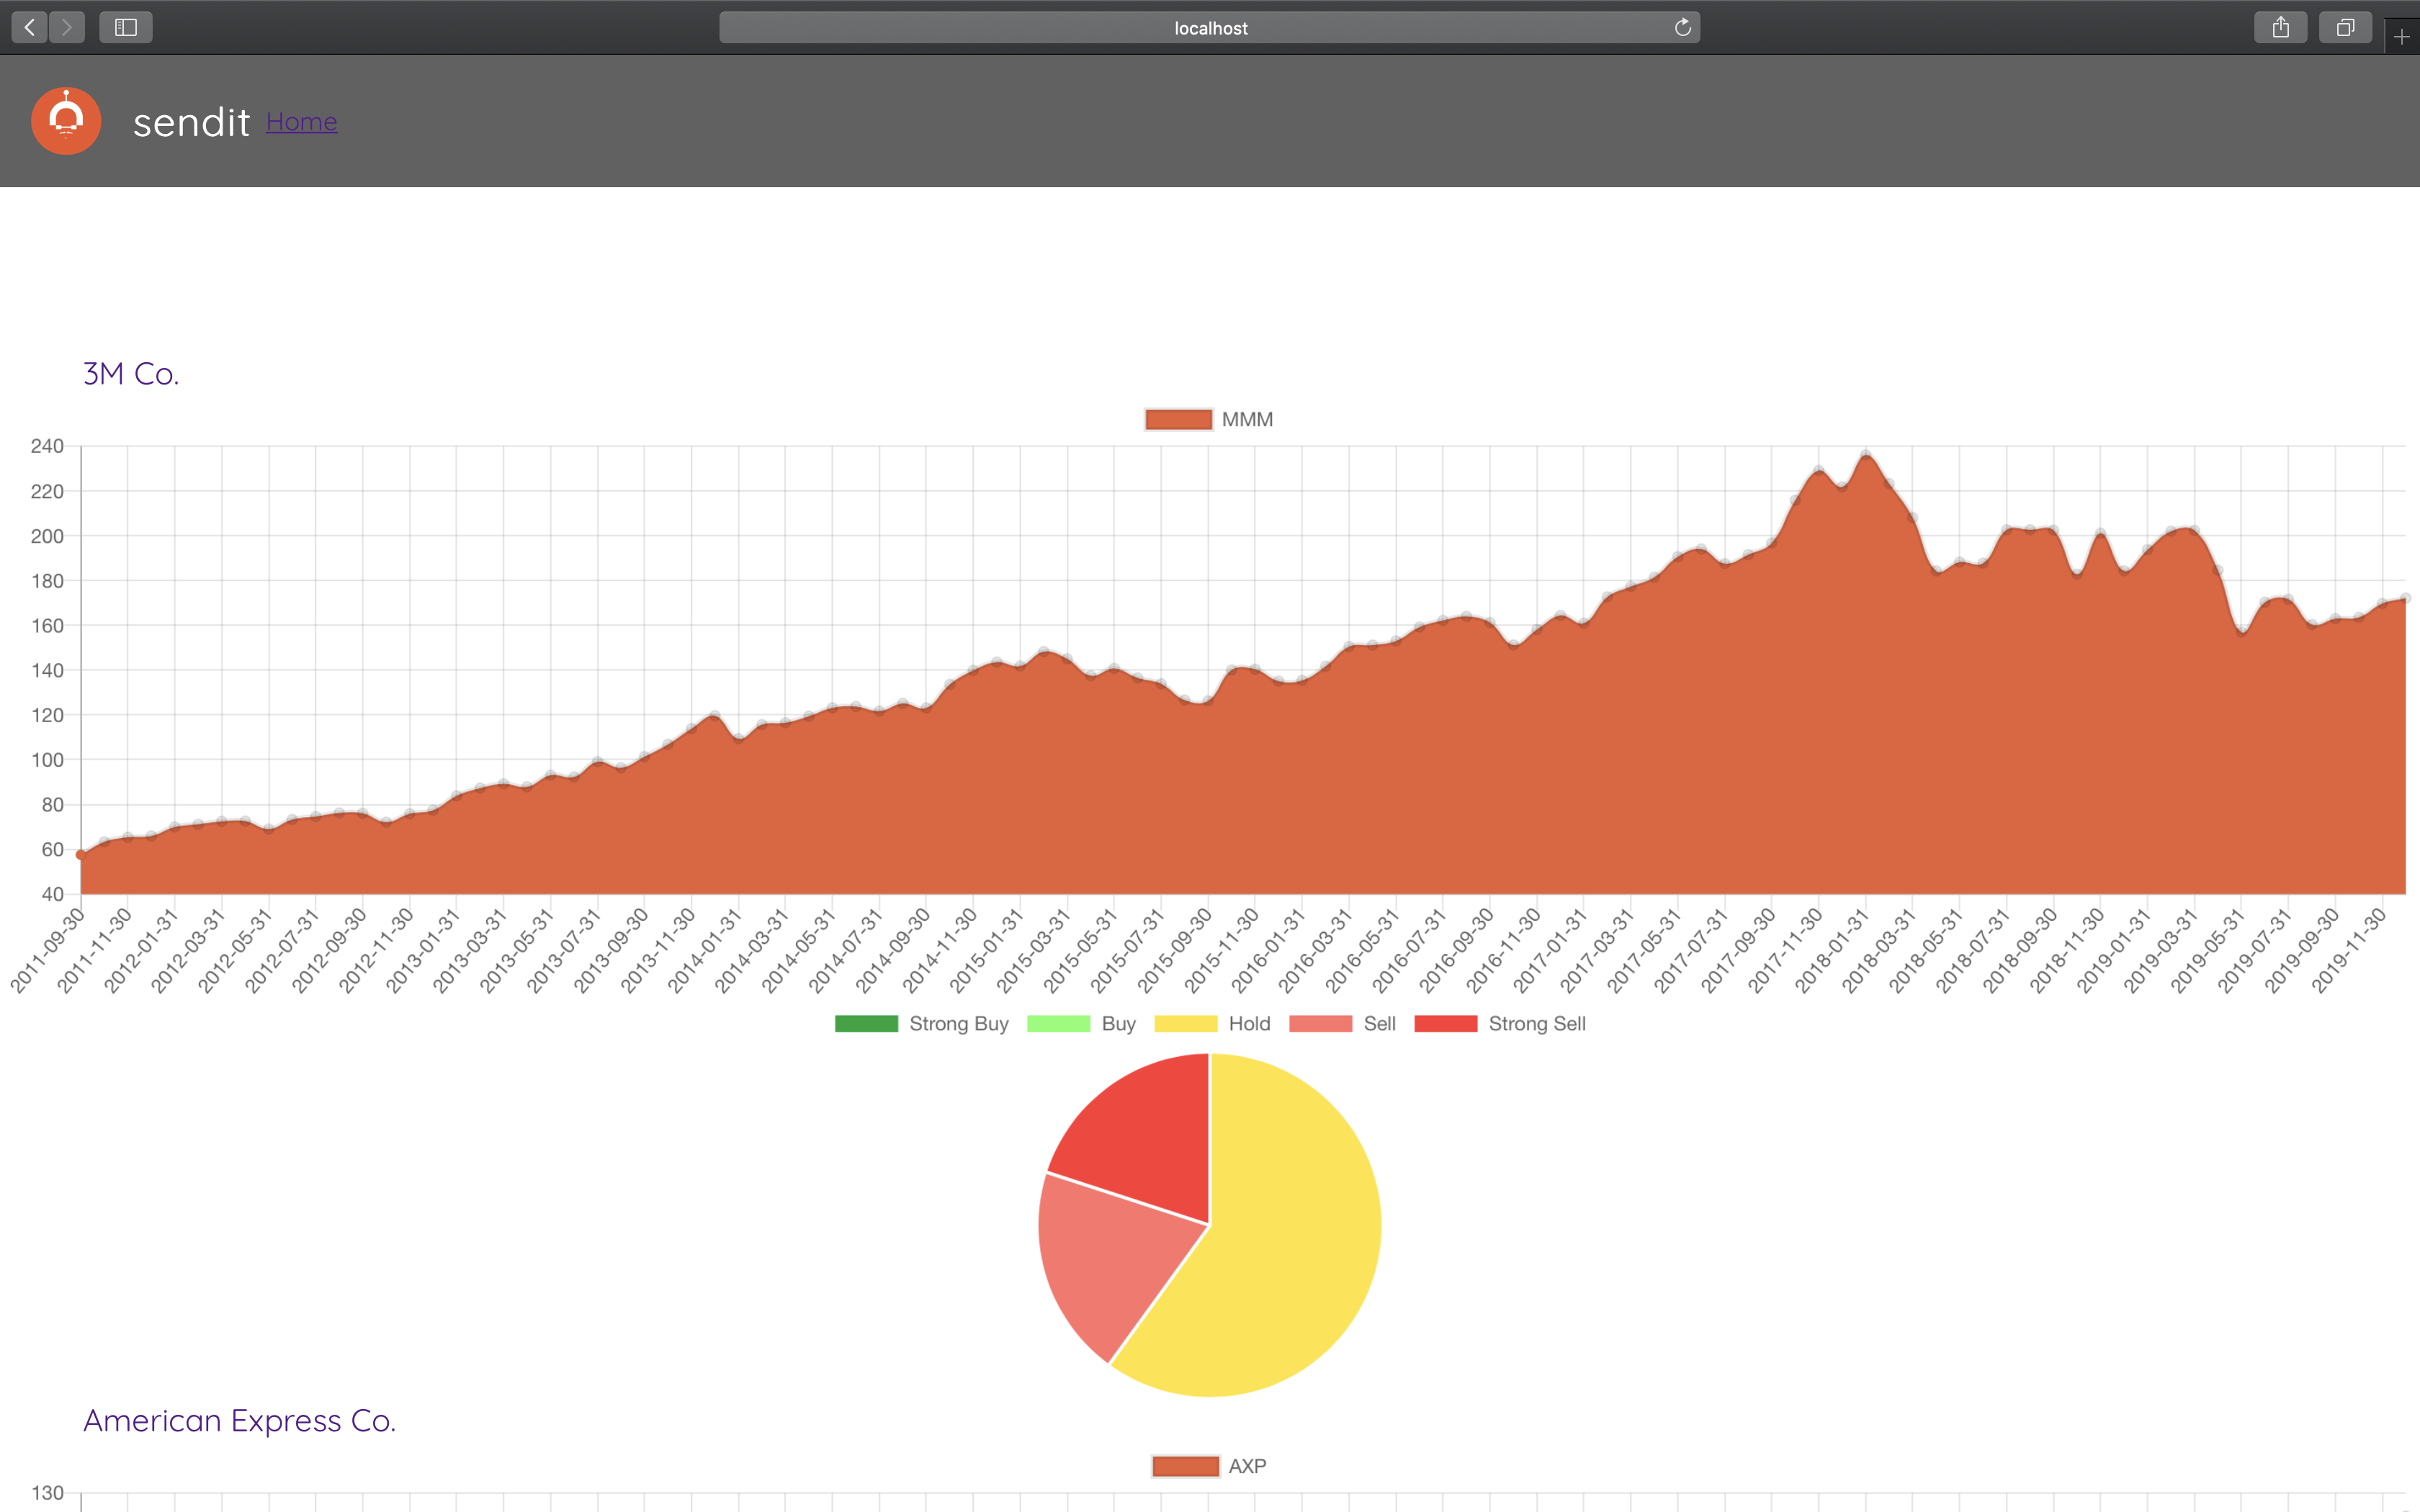 localhost
sendit Home
3M Co.
MMM
240
220
200
180
160
140
120
100
80
60
40
2011-09-30 2011-11-30 2012-01-31 2012-03-31 2012-05-31 2012-07-31 2012-09-30 2012-11-30 2013-01-31 2013-03-31 2013-05-31 2013-07-31 2013-09-30 2013-11-30 2014-01-31 2014-03-31 2014-05-31 2014-07-31 2014-09-30 2014-11-30 2015-01-31 2015-03-31 2015-05-31 2015-07-31 2015-09-30 2015-11-30 2016-01-31 2016-03-31 2016-05-31 2016-07-31 2016-09-30 2016-11-30 2017-01-31 2017-03-31 2017-05-31 2017-07-31 2017-09-30 2017-11-30 2018-01-31 2018-03-31 2018-05-31 2018-07-31 2018-09-30 2018-11-30 2019-01-31 2019-03-31 2019-05-31 2019-07-31 2019-09-30 2019-11-30
Strong Buy Buy Hold Sell Strong Sell
American Express Co.
AXP
130